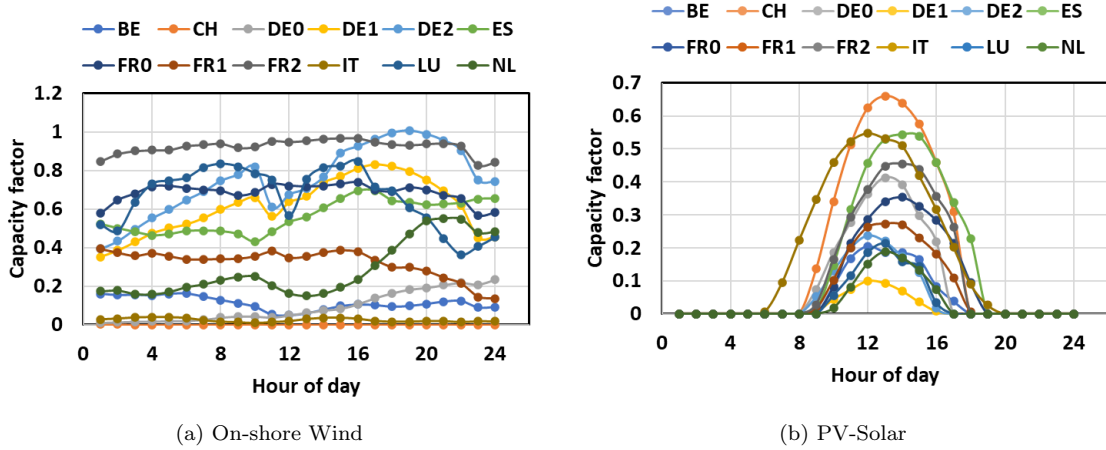 BE CH DE0 DE1 DE2 ES
FR0 FR1 FR2 IT LU NL
1.2
1
0.8
0.6
0.4
0.2
0
Capacity factor
0 4 8 12 16 20 24
Hour of day
(a) On-shore Wind
BE CH DE0 DE1 DE2 ES
FR0 FR1 FR2 IT LU NL
0.7
0.6
0.5
0.4
0.3
0.2
0.1
0
Capacity factor
0 4 8 12 16 20 24
Hour of day
(b) PV-Solar